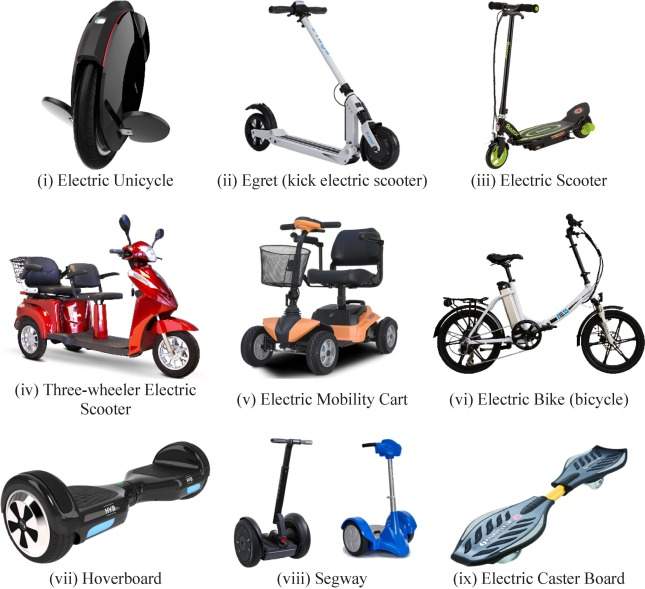 (i) Electric Unicycle
(ii) Egret (kick electric scooter)
(iii) Electric Scooter
(iv) Three-wheeler Electric
Scooter
(v) Electric Mobility Cart
(vi) Electric Bike (bicycle)
(vii) Hoverboard
(viii) Segway
(ix) Electric Caster Board